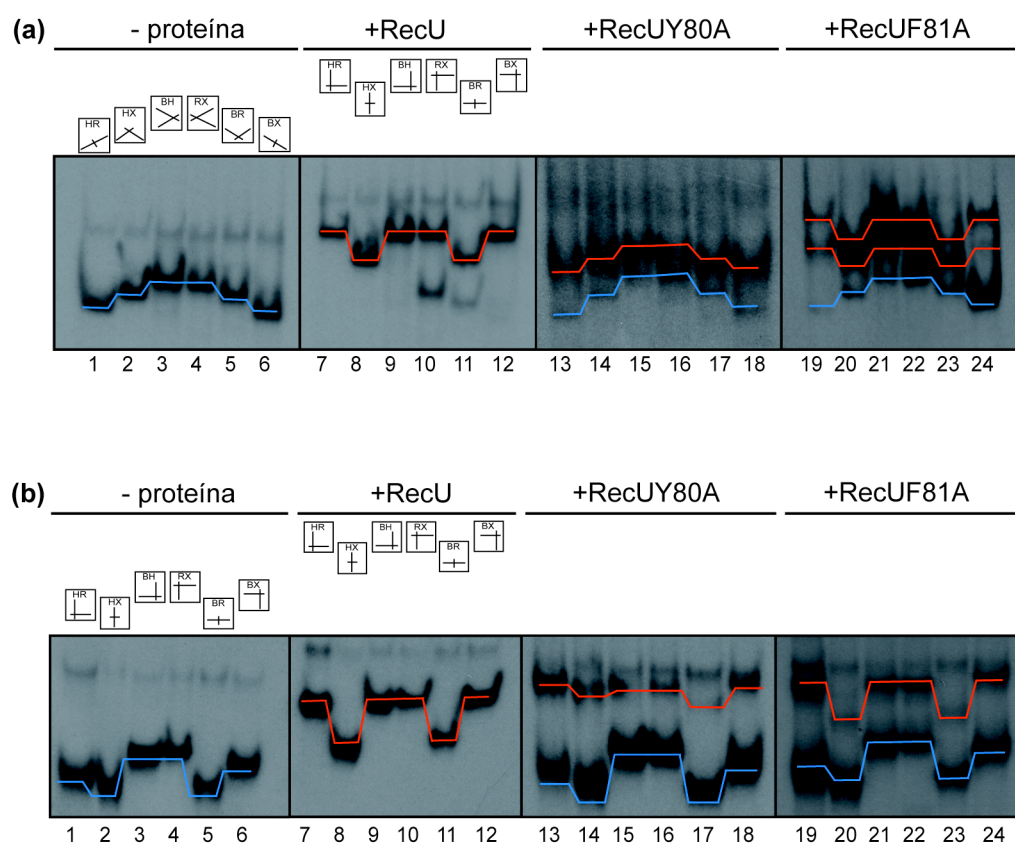 (a) - proteína +RecU +RecUY80A +RecUF81A
HR HX BH RX BR BX
HR HX BH RX BR BX
1 2 3 4 5 6 7 8 9 10 11 12 13 14 15 16 17 18 19 20 21 22 23 24
(b) - proteína +RecU +RecUY80A +RecUF81A
HR HX BH RX BR BX
HR HX BH RX BR BX
1 2 3 4 5 6 7 8 9 10 11 12 13 14 15 16 17 18 19 20 21 22 23 24